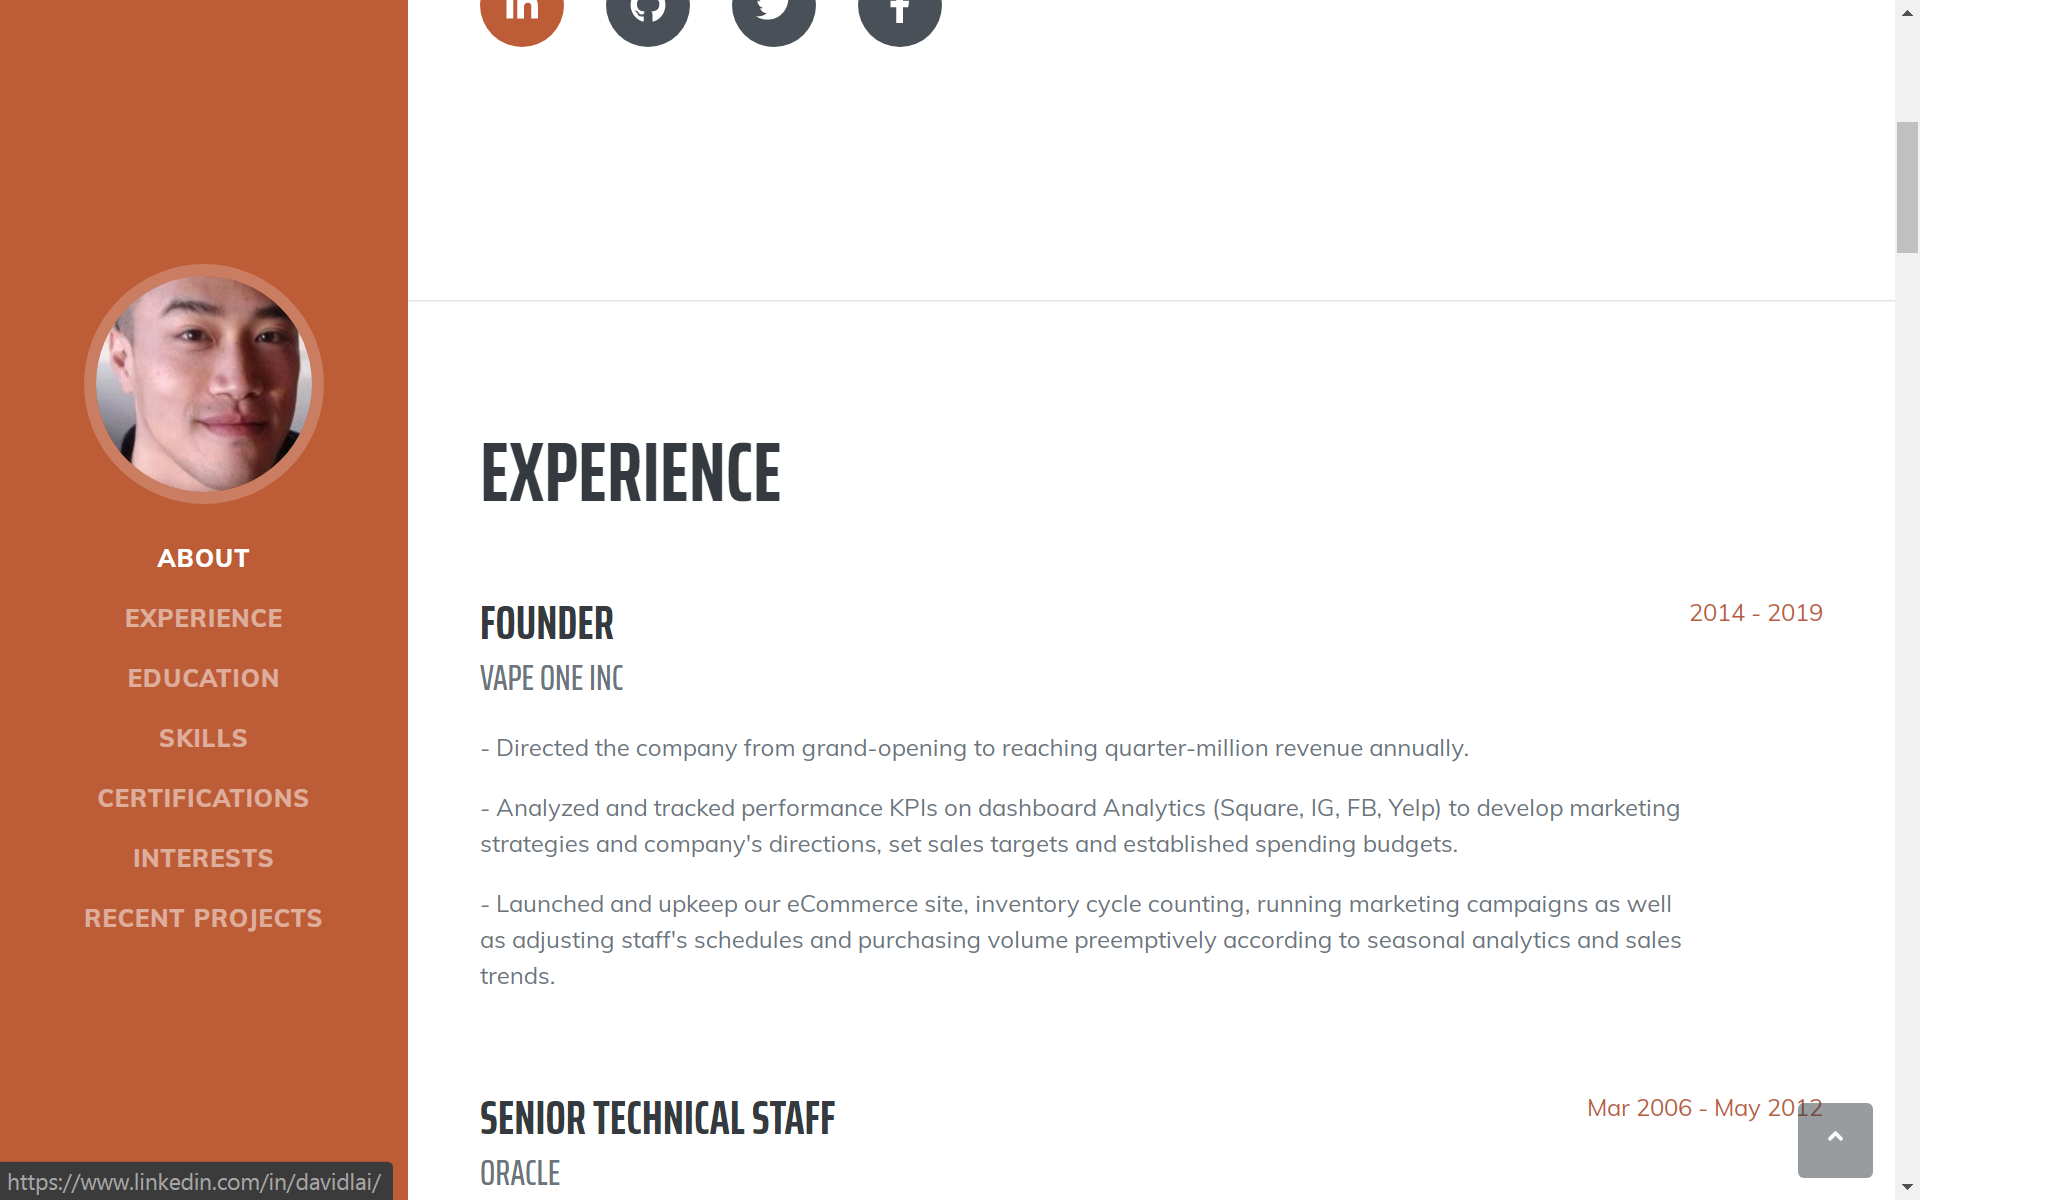 in
ABOUT
EXPERIENCE
EDUCATION
SKILLS
CERTIFICATIONS
INTERESTS
RECENT PROJECTS
EXPERIENCE
FOUNDER
2014 - 2019
VAPE ONE INC
- Directed the company from grand-opening to reaching quarter-million revenue annually.
- Analyzed and tracked performance KPIs on dashboard Analytics (Square, IG, FB, Yelp) to develop marketing
strategies and company's directions, set sales targets and established spending budgets.
- Launched and upkeep our eCommerce site, inventory cycle counting, running marketing campaigns as well
as adjusting staff's schedules and purchasing volume preemptively according to seasonal analytics and sales
trends.
SENIOR TECHNICAL STAFF
Mar 2006 - May 2012
ORACLE
https://www.linkedin.com/in/davidlai/